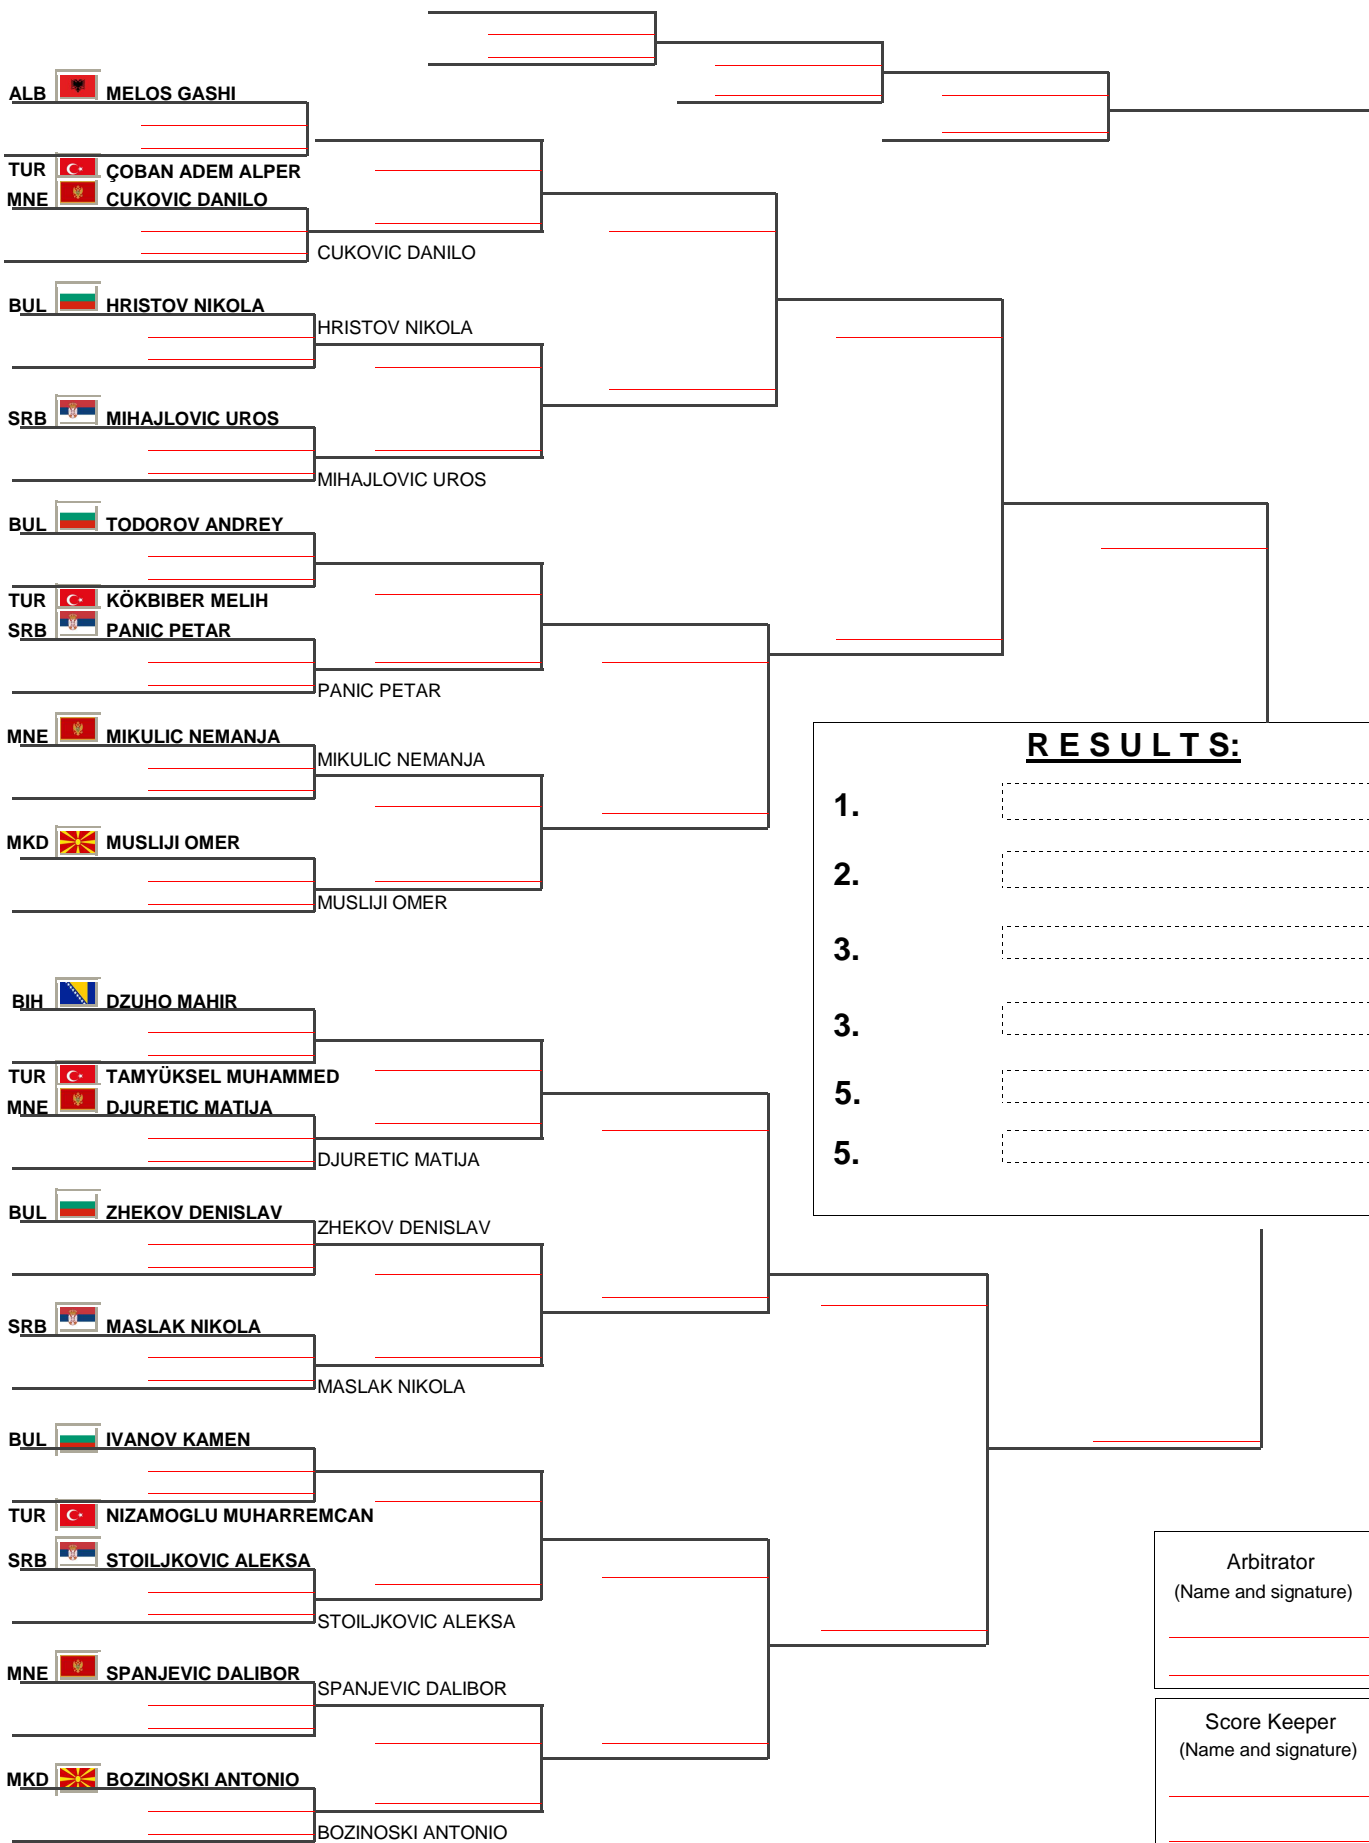 ALB MELOS GASHI
TUR ÇOBAN ADEM ALPER
MNE CUKOVIC DANILO
CUKOVIC DANILO
BUL HRISTOV NIKOLA
HRISTOV NIKOLA
SRB MIHAJLOVIC UROS
MIHAJLOVIC UROS
BUL TODOROV ANDREY
TUR KÖKBIBER MELIH
SRB PANIC PETAR
PANIC PETAR
MNE MIKULIC NEMANJA
MIKULIC NEMANJA
MKD MUSLIJI OMER
MUSLIJI OMER
BIH DZUHO MAHIR
TUR TAMYÜKSEL MUHAMMED
MNE DJURETIC MATIJA
DJURETIC MATIJA
BUL ZHEKOV DENISLAV
ZHEKOV DENISLAV
SRB MASLAK NIKOLA
MASLAK NIKOLA
BUL IVANOV KAMEN
TUR NIZAMOGLU MUHARREMCAN
SRB STOILJKOVIC ALEKSA
STOILJKOVIC ALEKSA
MNE SPANJEVIC DALIBOR
SPANJEVIC DALIBOR
MKD BOZINOSKI ANTONIO
BOZINOSKI ANTONIO
R E S U L T S:
1.
2.
3.
3.
5.
5.
Arbitrator
(Name and signature)
Score Keeper
(Name and signature)